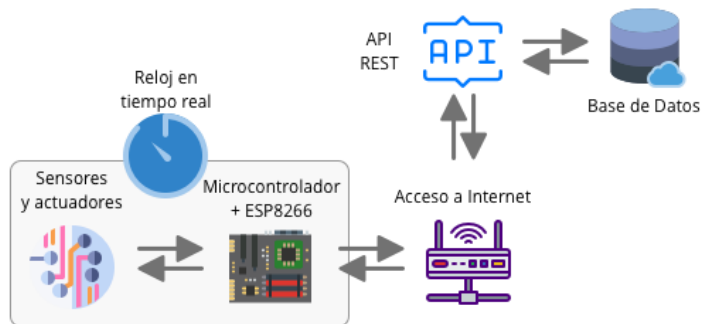 API
REST
API
Base de Datos
Reloj en
tiempo real
Sensores
y actuadores
Microcontrolador
+ ESP8266
Acceso a Internet